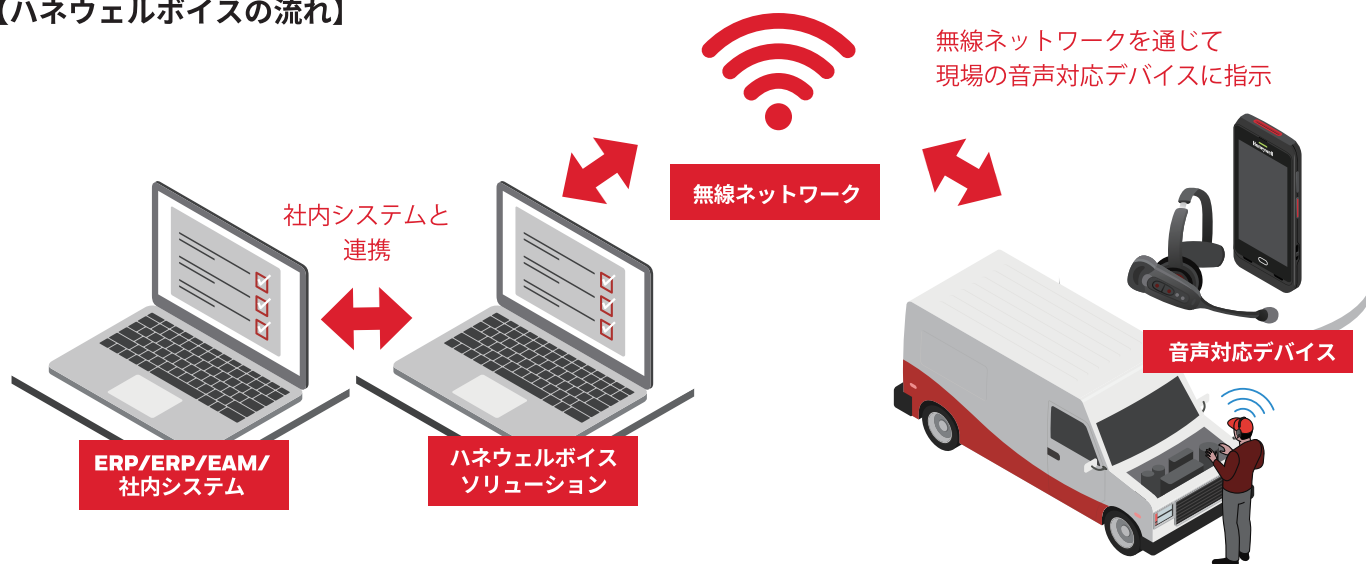 【ハネウェルボイスの流れ】
無線ネットワークを通じて
現場の音声対応デバイスに指示
Honeywell
無線ネットワーク
社内システムと
連携
音声対応デバイス
ERP/ERP/EAM/
社内システム
ハネウェルボイス
ソリューション